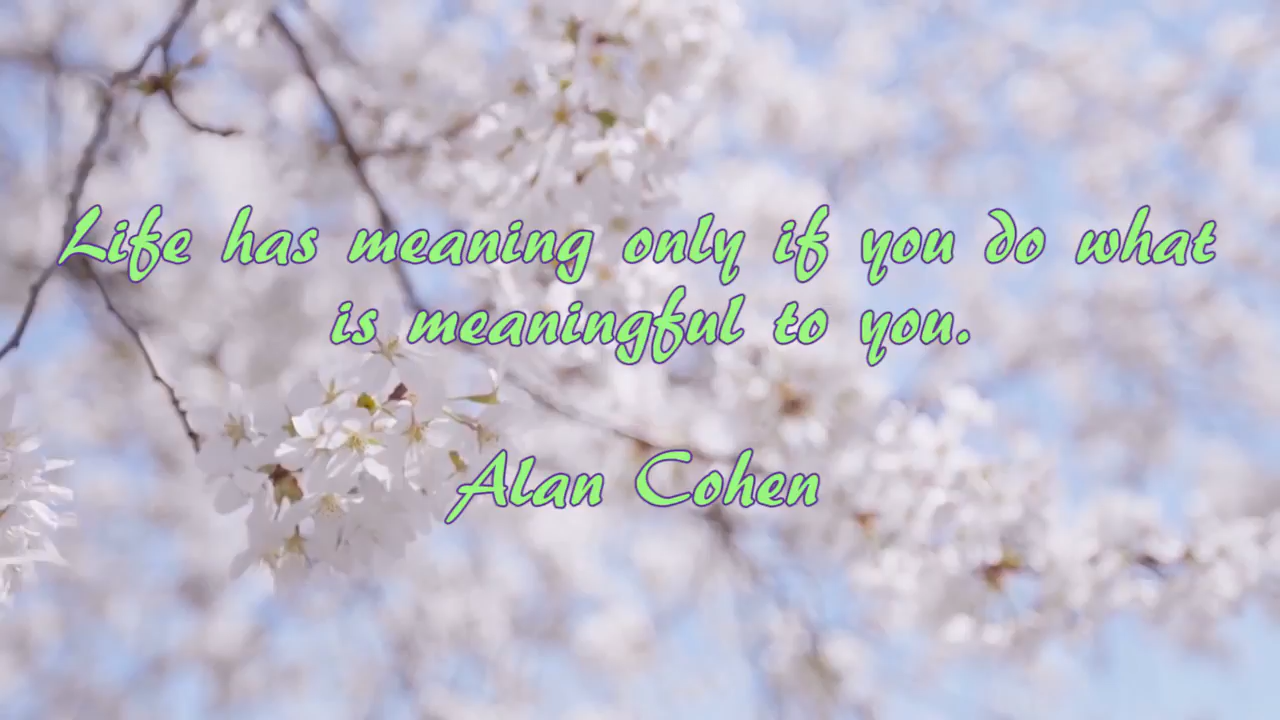 Life has meaning only if you do what
is meaningful to you.
Alan Cohen